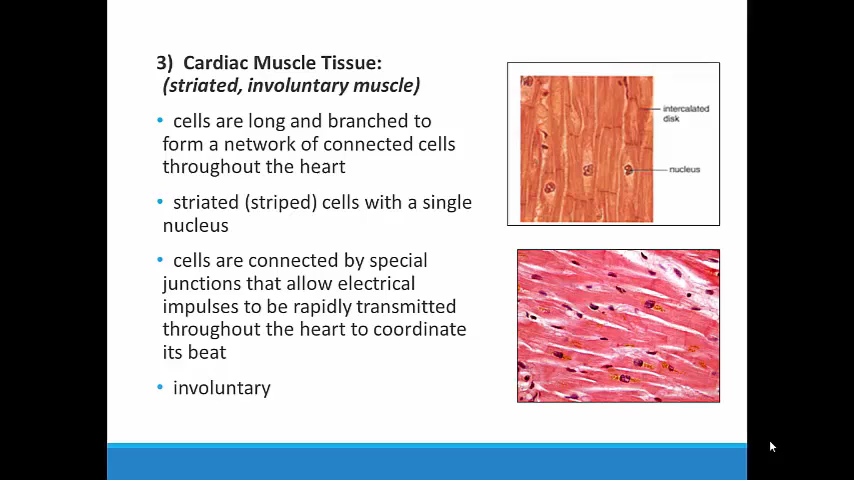 3) Cardiac Muscle Tissue:
(striated, involuntary muscle)
• cells are long and branched to
form a network of connected cells
throughout the heart
• striated (striped) cells with a single
nucleus
• cells are connected by special
junctions that allow electrical
impulses to be rapidly transmitted
throughout the heart to coordinate
its beat
• involuntary
intercalated
disk
nucleus